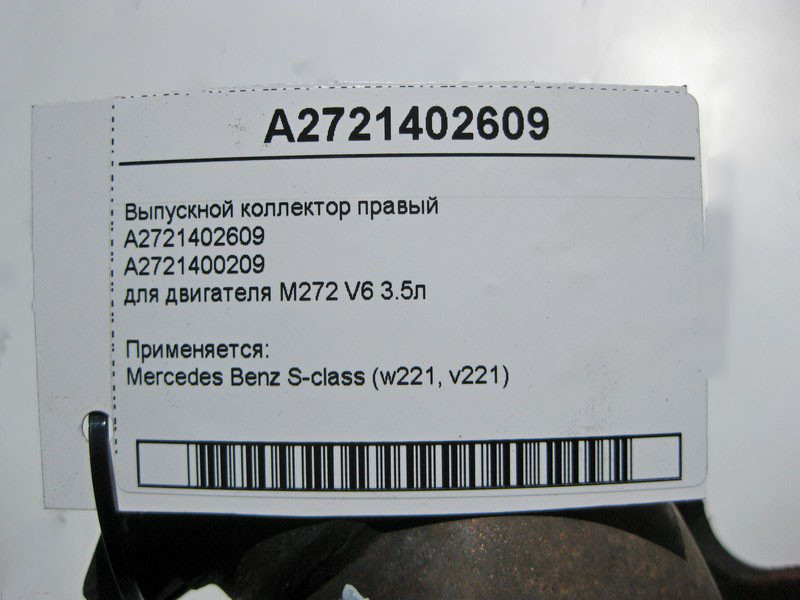 A2721402609
Выпускной коллектор правый
A2721402609
A2721400209
для двигателя M272 V6 3.5л
Применяется:
Mercedes Benz S-class (w221, v221)